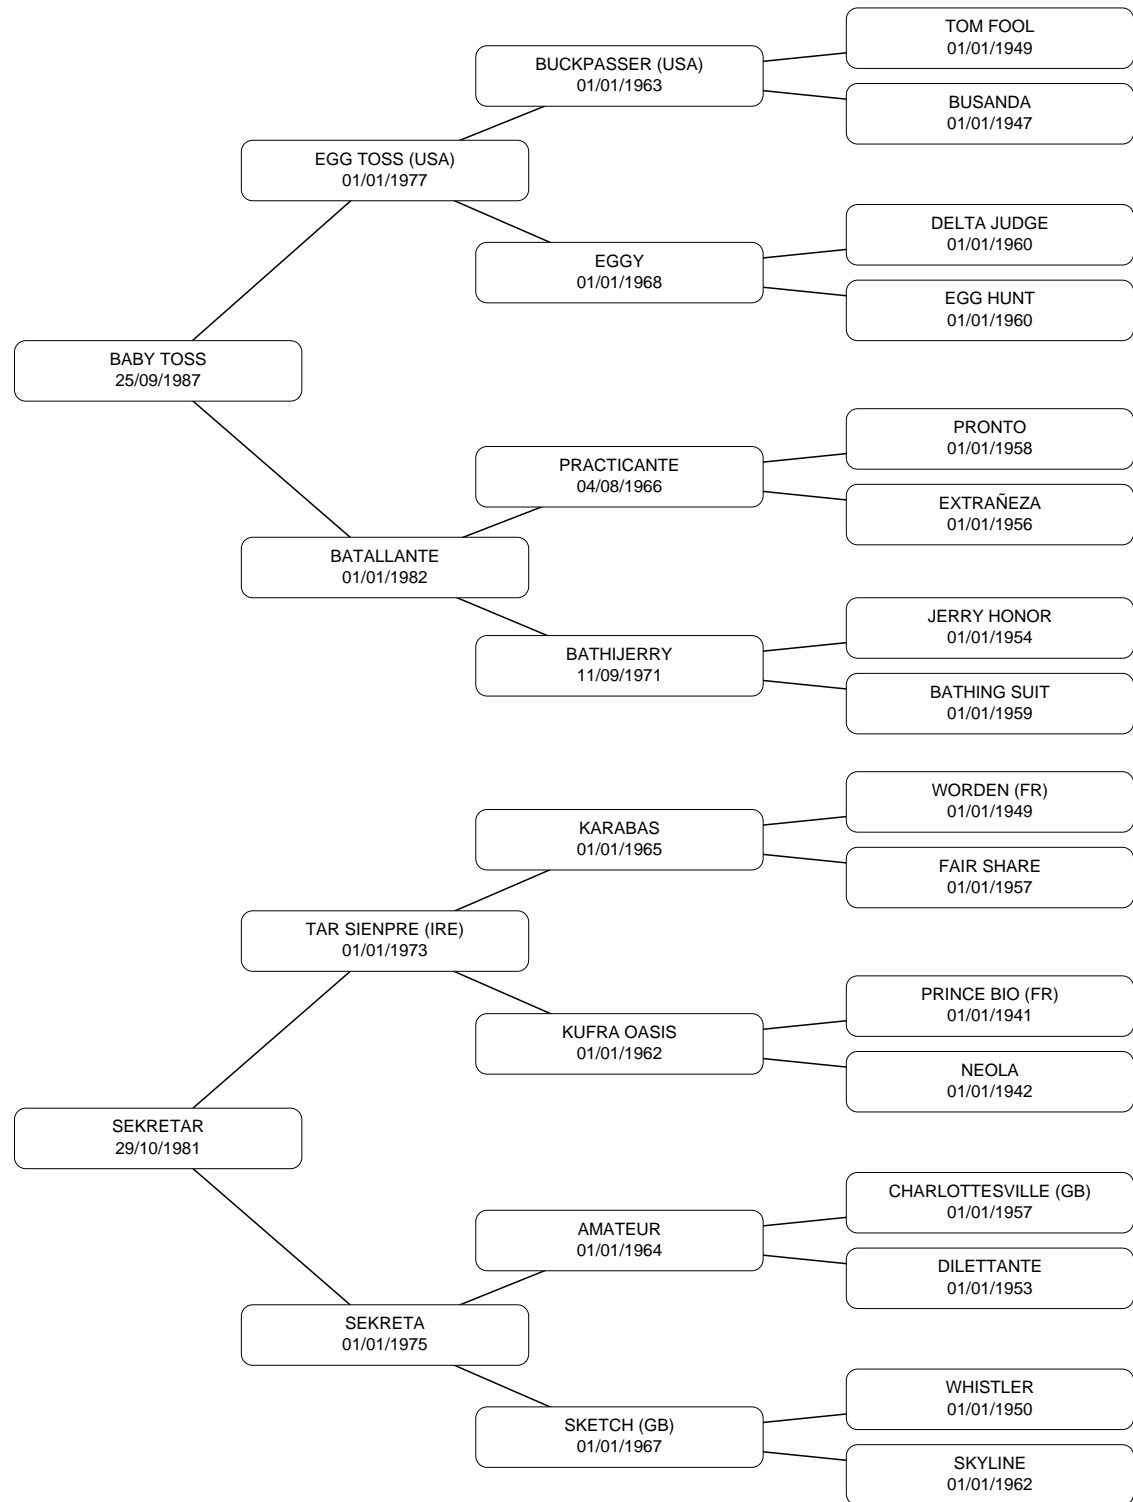 TOM FOOL
01/01/1949
BUCKPASSER (USA)
01/01/1963
BUSANDA
01/01/1947
EGG TOSS (USA)
01/01/1977
DELTA JUDGE
01/01/1960
EGGY
01/01/1968
EGG HUNT
01/01/1960
BABY TOSS
25/09/1987
PRONTO
01/01/1958
PRACTICANTE
04/08/1966
EXTRAÑEZA
01/01/1956
BATALLANTE
01/01/1982
JERRY HONOR
01/01/1954
BATHIJERRY
11/09/1971
BATHING SUIT
01/01/1959
WORDEN (FR)
01/01/1949
KARABAS
01/01/1965
FAIR SHARE
01/01/1957
TAR SIENPRE (IRE)
01/01/1973
PRINCE BIO (FR)
01/01/1941
KUFRA OASIS
01/01/1962
NEOLA
01/01/1942
SEKRETAR
29/10/1981
CHARLOTTESVILLE (GB)
01/01/1957
AMATEUR
01/01/1964
DILETTANTE
01/01/1953
SEKRETA
01/01/1975
WHISTLER
01/01/1950
SKETCH (GB)
01/01/1967
SKYLINE
01/01/1962